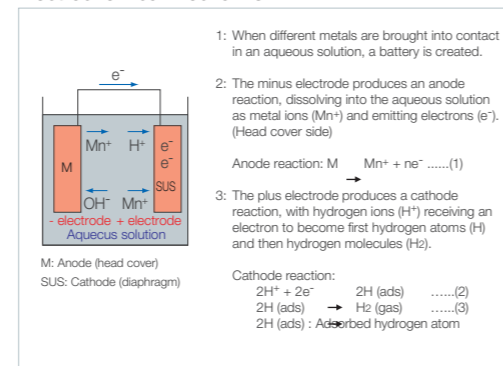 e⁻
Mn⁺ H⁺ e⁻
e⁻
M
SUS
OH⁻ Mn⁺
- electrode + electrode
Aquecus solution
M: Anode (head cover)
SUS: Cathode (diaphragm)
1: When different metals are brought into contact
in an aqueous solution, a battery is created.
2: The minus electrode produces an anode
reaction, dissolving into the aqueous solution
as metal ions (Mn⁺) and emitting electrons (e⁻).
(Head cover side)
Anode reaction: M → Mn⁺ + ne⁻ ......(1)
3: The plus electrode produces a cathode
reaction, with hydrogen ions (H⁺) receiving an
electron to become first hydrogen atoms (H)
and then hydrogen molecules (H₂).
Cathode reaction:
2H⁺ + 2e⁻ 2H (ads) ......(2)
2H (ads) → H₂ (gas) ......(3)
2H (ads) : Adsorbed hydrogen atom